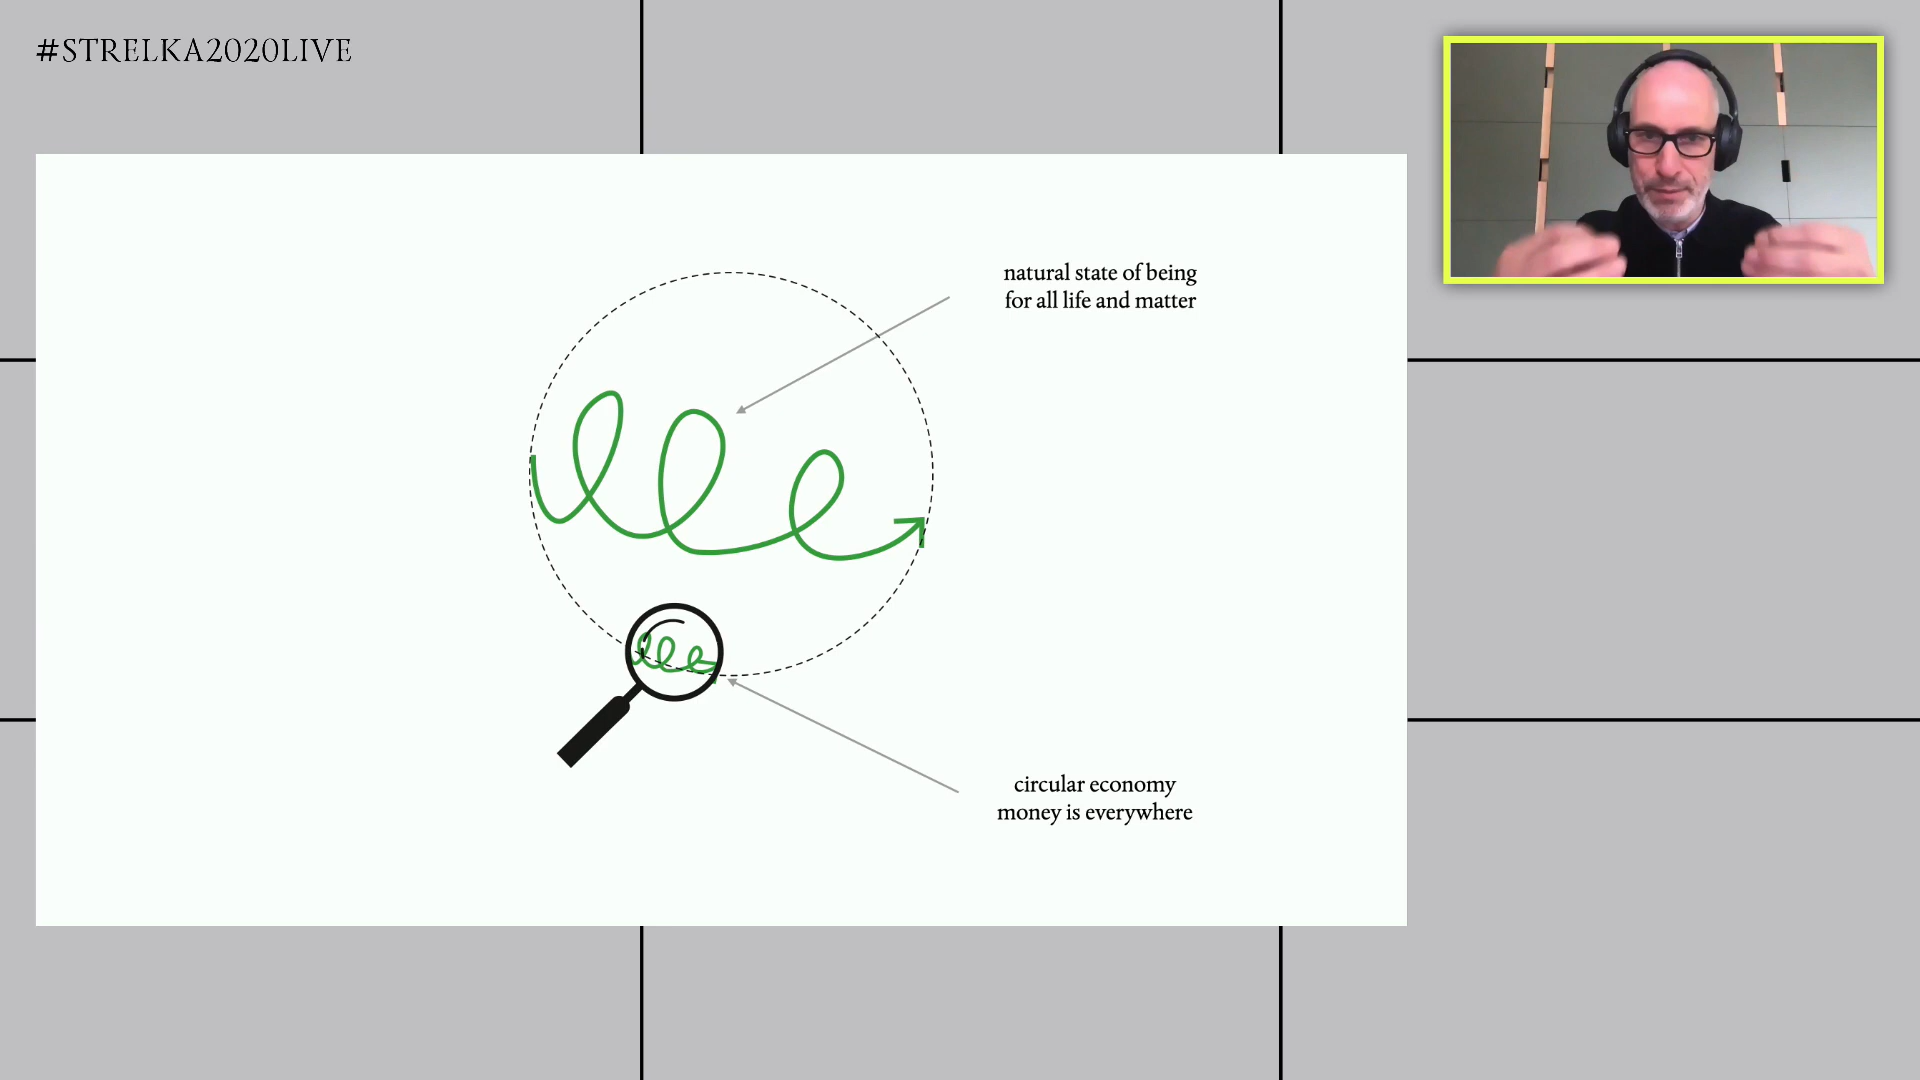 #STRELKA2020LIVE
natural state of being
for all life and matter
circular economy
money is everywhere